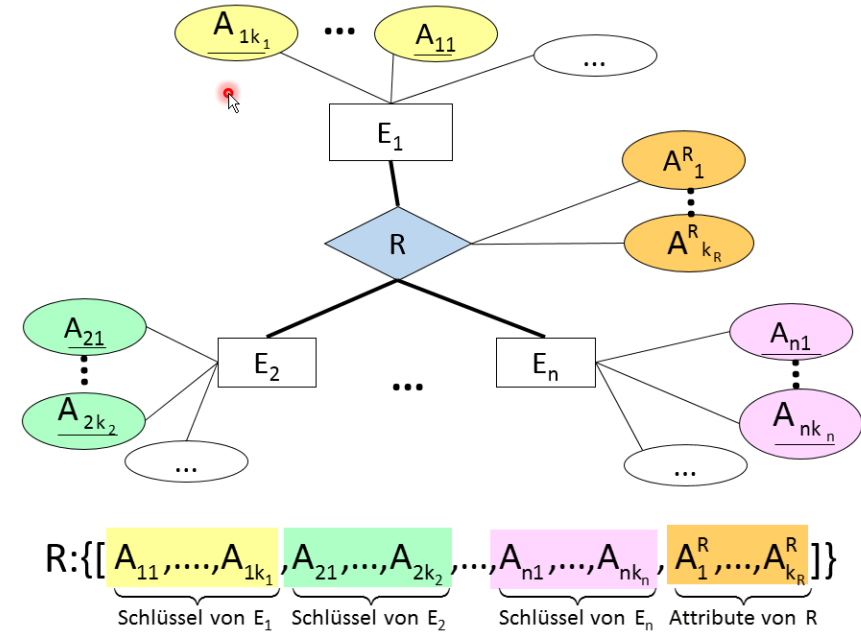 A₁ₖ₁ ... A₁₁ ...
E₁
Aᴿ₁
R
Aᴿₖᵣ
A₂₁
E₂ ... Eₙ
Aₙ₁
A₂ₖ₂
Aₙₖₙ
... ...
R:{[ A₁₁,....,A₁ₖ₁ ,A₂₁,...,A₂ₖ₂ ,...,Aₙ₁,...,Aₙₖₙ , Aᴿ₁,...,Aᴿₖᵣ ]}
Schlüssel von E₁ Schlüssel von E₂ Schlüssel von Eₙ Attribute von R